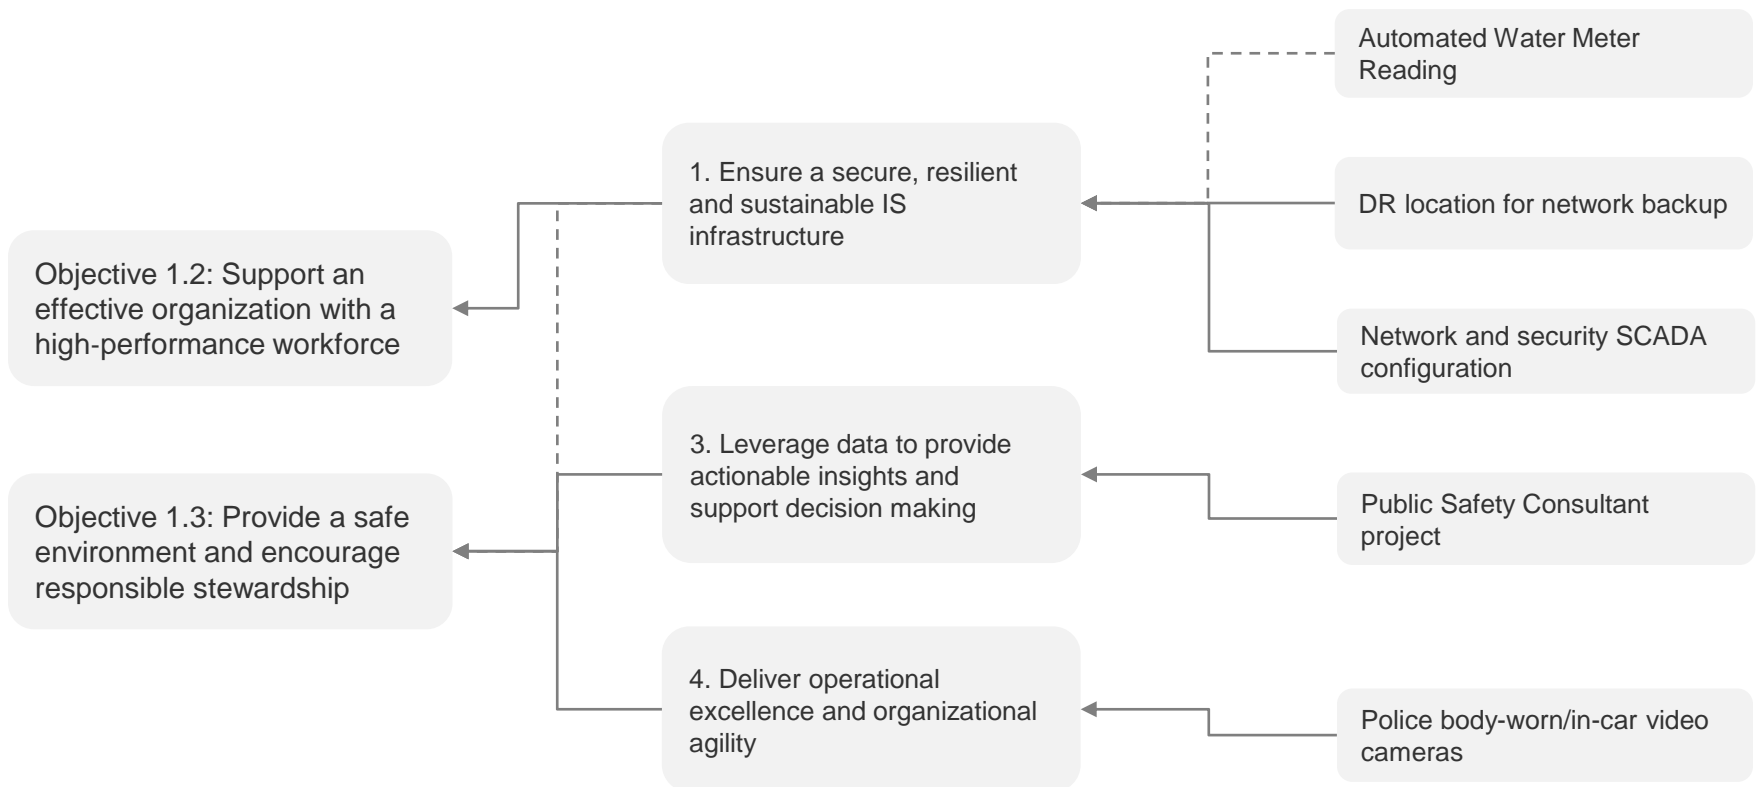 Objective 1.2: Support an
effective organization with a
high-performance workforce
Objective 1.3: Provide a safe
environment and encourage
responsible stewardship
1. Ensure a secure, resilient
and sustainable IS
infrastructure
3. Leverage data to provide
actionable insights and
support decision making
4. Deliver operational
excellence and organizational
agility
Automated Water Meter
Reading
DR location for network backup
Network and security SCADA
configuration
Public Safety Consultant
project
Police body-worn/in-car video
cameras